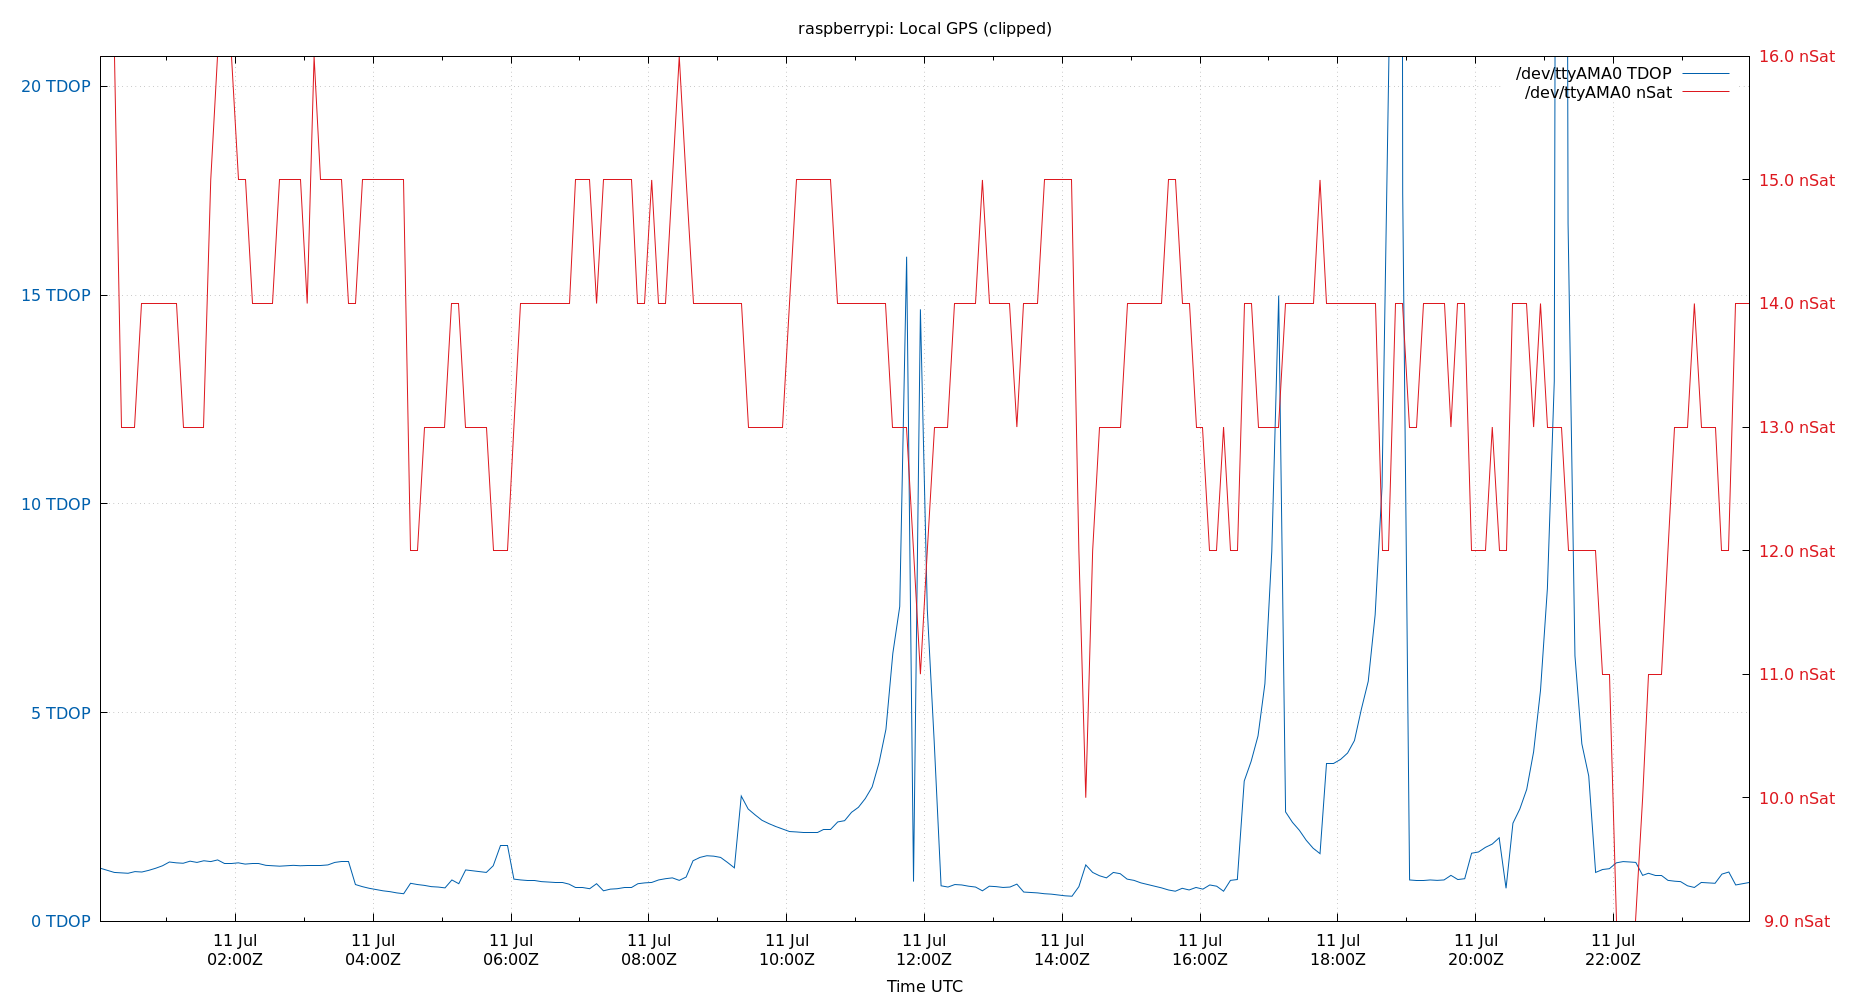 raspberrypi: Local GPS (clipped)
/dev/ttyAMA0 TDOP
/dev/ttyAMA0 nSat
20 TDOP
15 TDOP
10 TDOP
5 TDOP
0 TDOP
16.0 nSat
15.0 nSat
14.0 nSat
13.0 nSat
12.0 nSat
11.0 nSat
10.0 nSat
9.0 nSat
11 Jul 11 Jul 11 Jul 11 Jul 11 Jul 11 Jul 11 Jul 11 Jul 11 Jul 11 Jul 11 Jul
02:00Z 04:00Z 06:00Z 08:00Z 10:00Z 12:00Z 14:00Z 16:00Z 18:00Z 20:00Z 22:00Z
Time UTC